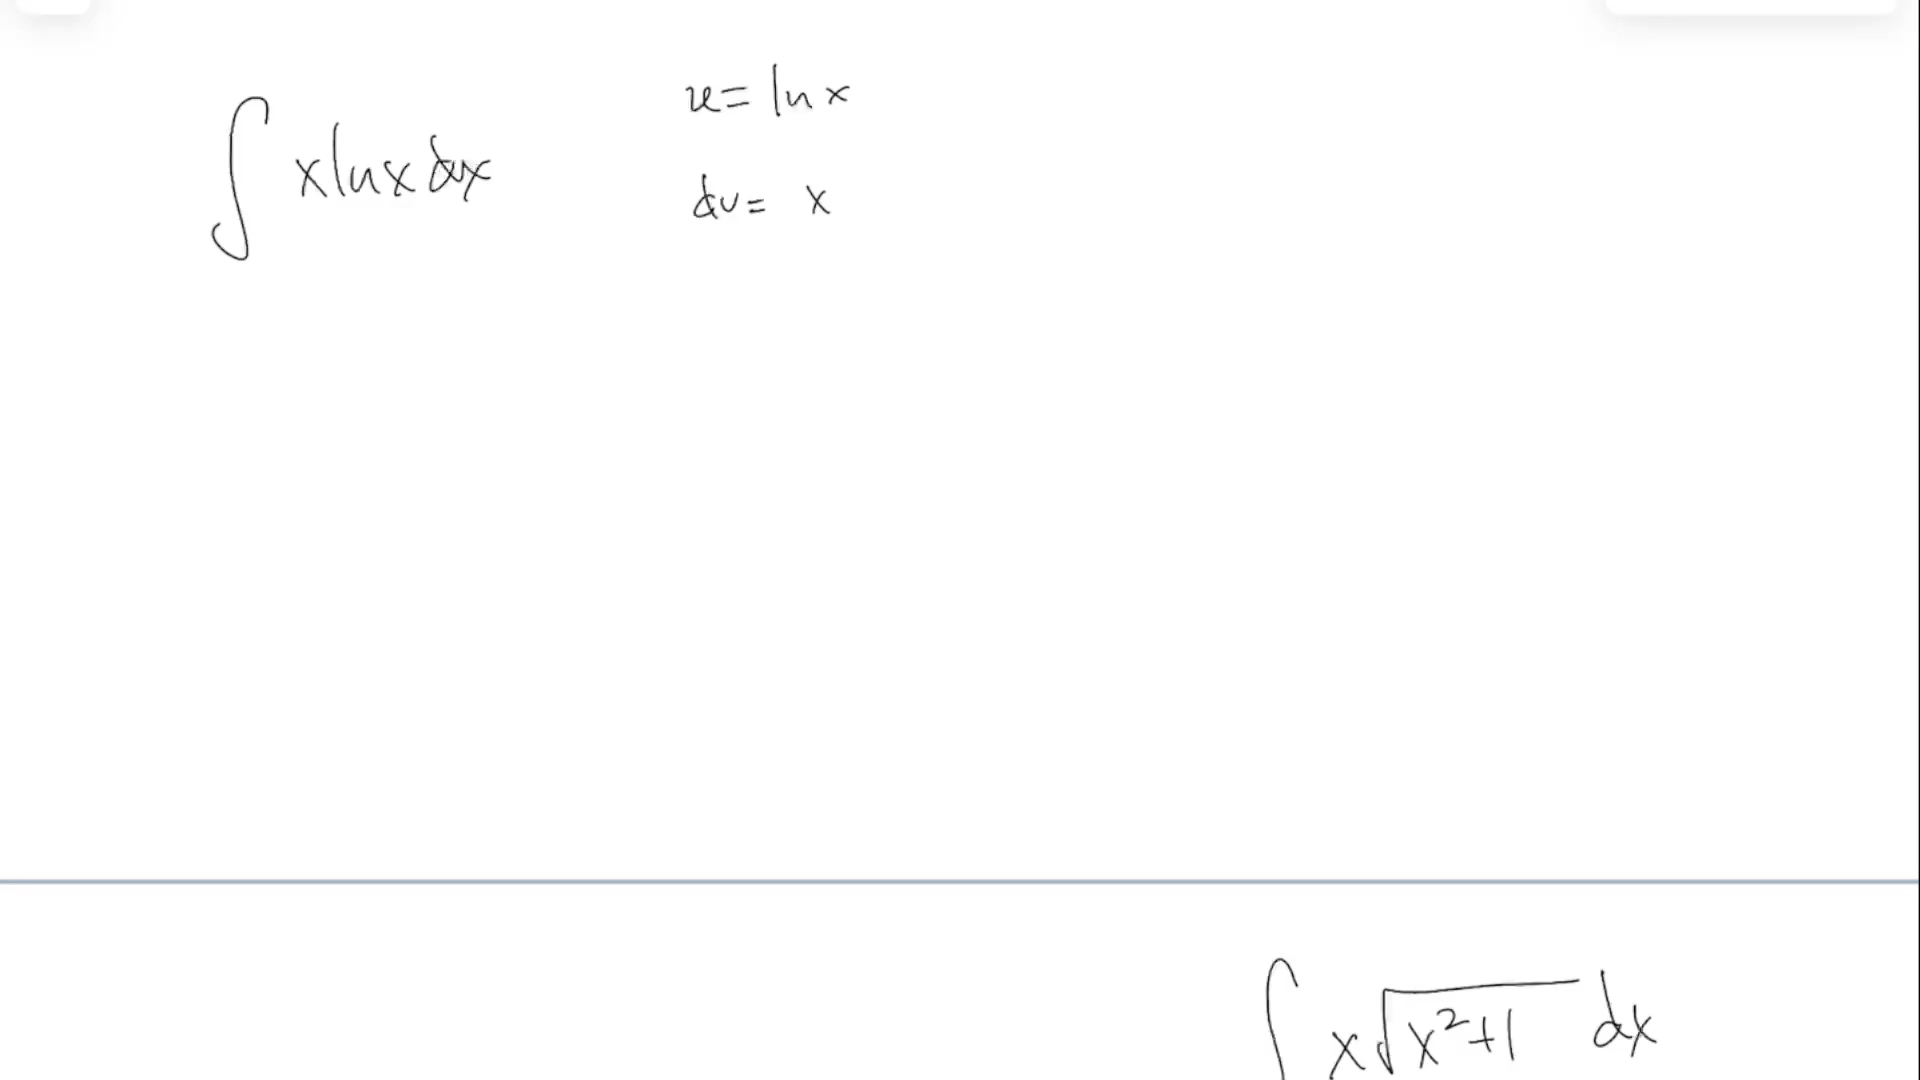 ∫ x ln x dx
u = ln x
dv = x
∫ x√(x²+1) dx